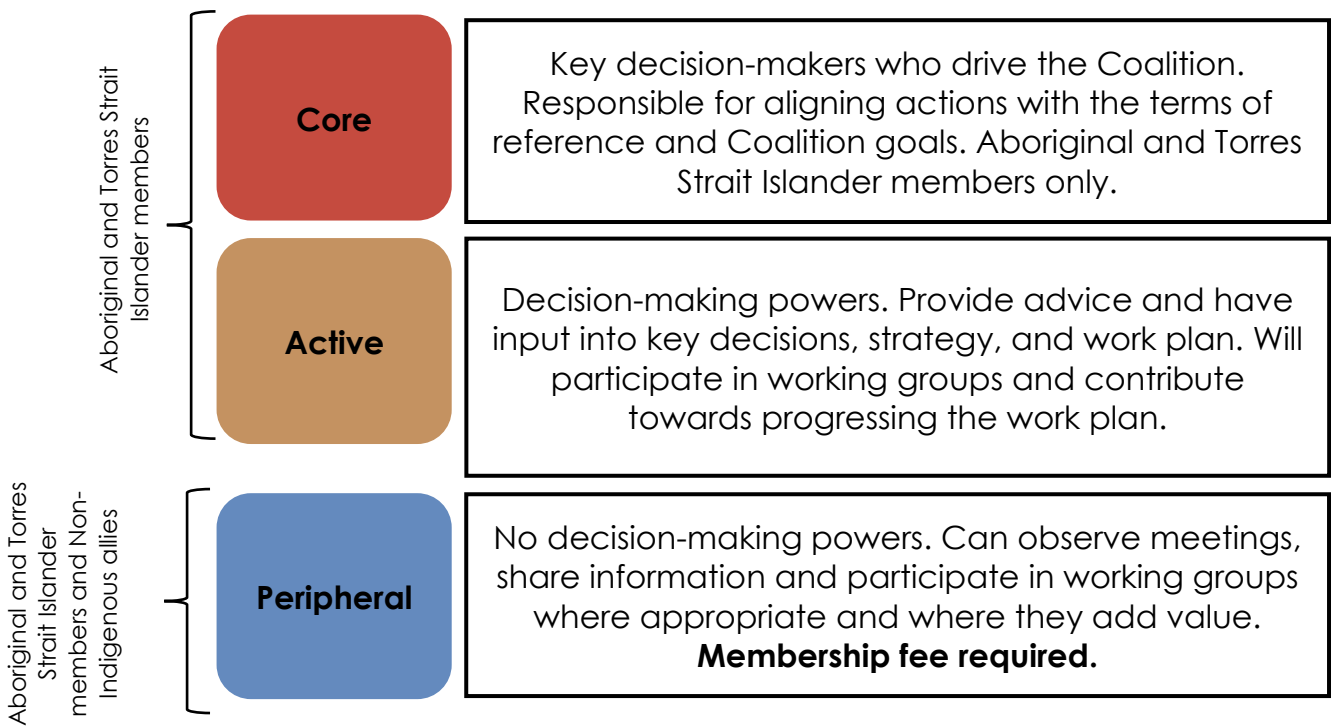 Aboriginal and Torres Strait
Islander members
Core
Key decision-makers who drive the Coalition.
Responsible for aligning actions with the terms of
reference and Coalition goals. Aboriginal and Torres
Strait Islander members only.
Active
Decision-making powers. Provide advice and have
input into key decisions, strategy, and work plan. Will
participate in working groups and contribute
towards progressing the work plan.
Aboriginal and Torres
Strait Islander
members and Non-
Indigenous allies
Peripheral
No decision-making powers. Can observe meetings,
share information and participate in working groups
where appropriate and where they add value.
Membership fee required.